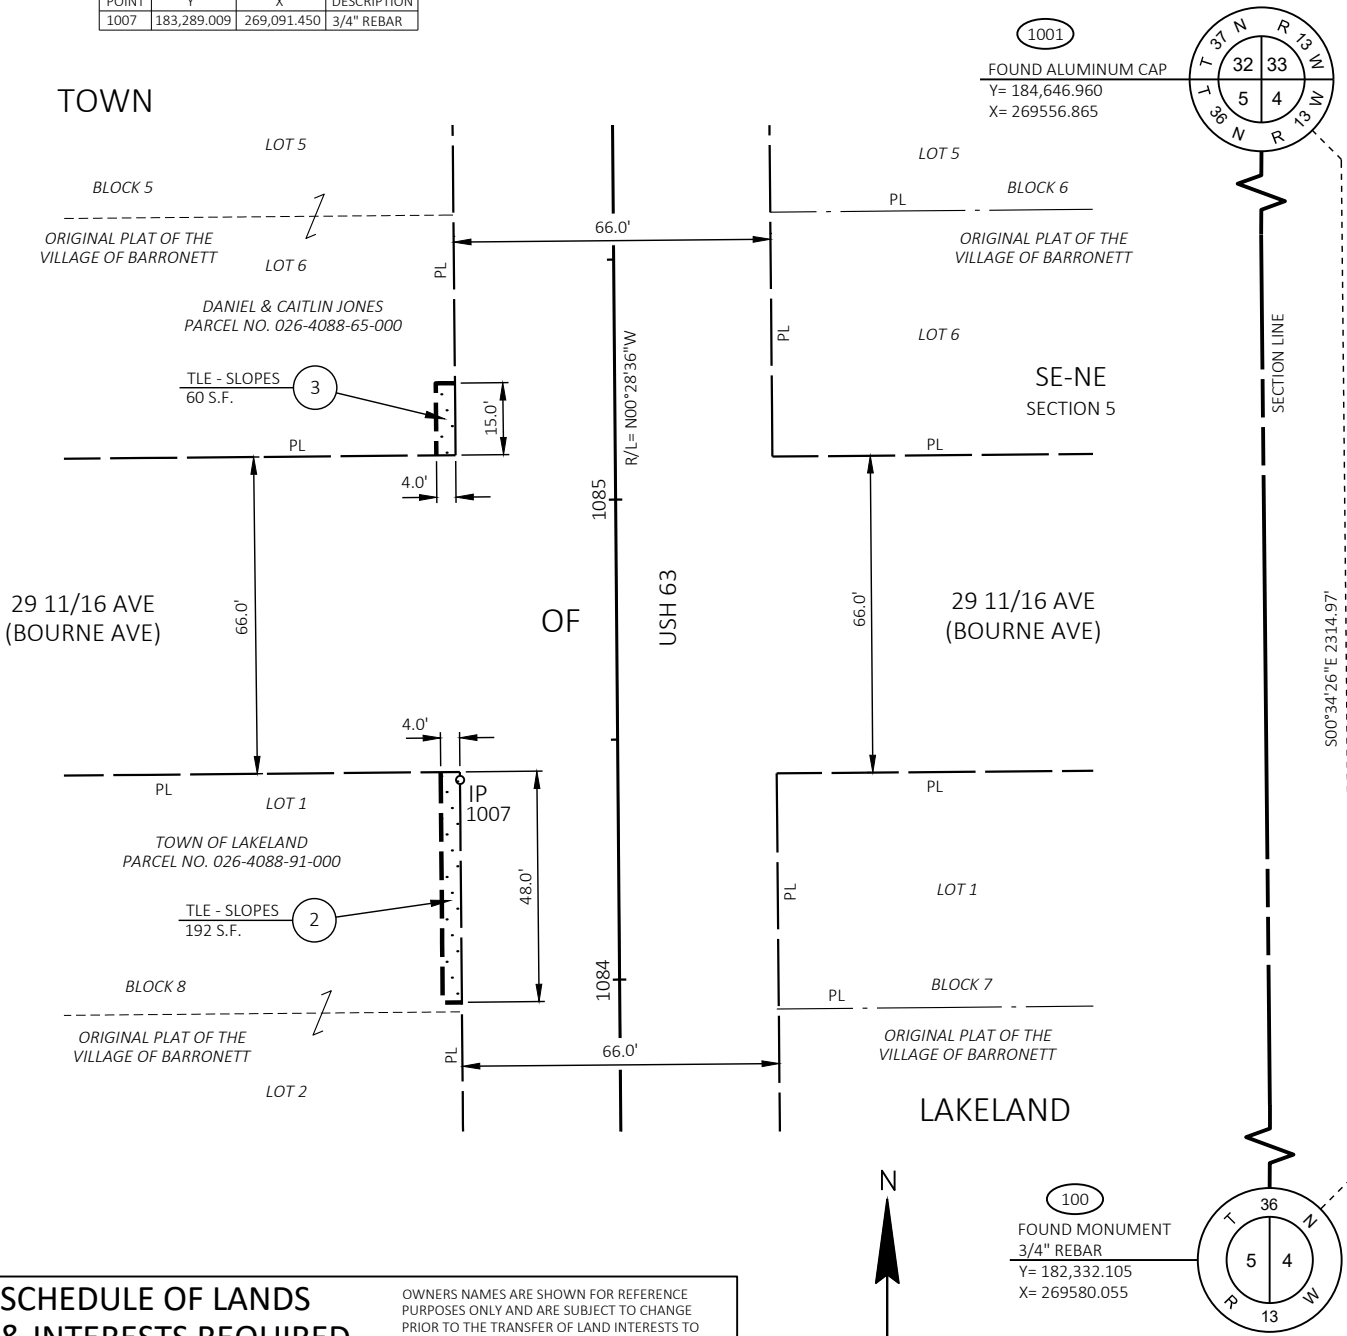 POINT Y X DESCRIPTION
1007 183,289.009 269,091.450 3/4" REBAR
1001
FOUND ALUMINUM CAP
Y= 184,646.960
X= 269556.865
T 37 N R 13 W
32 33
5 4
T 36 N R 13 W
TOWN
LOT 5
BLOCK 5
ORIGINAL PLAT OF THE
VILLAGE OF BARRONETT
LOT 6
DANIEL & CAITLIN JONES
PARCEL NO. 026-4088-65-000
TLE - SLOPES
60 S.F.
3
PL
PL
15.0'
4.0'
66.0'
R/L= N00°28'36"W
1085
LOT 5
PL
BLOCK 6
ORIGINAL PLAT OF THE
VILLAGE OF BARRONETT
PL
LOT 6
SE-NE
SECTION 5
PL
SECTION LINE
29 11/16 AVE
(BOURNE AVE)
66.0'
OF
USH 63
66.0'
29 11/16 AVE
(BOURNE AVE)
S00°34'26"E 2314.97'
4.0'
PL
LOT 1
IP
1007
TOWN OF LAKELAND
PARCEL NO. 026-4088-91-000
TLE - SLOPES
192 S.F.
2
48.0'
1084
BLOCK 8
ORIGINAL PLAT OF THE
VILLAGE OF BARRONETT
LOT 2
PL
66.0'
PL
PL
LOT 1
BLOCK 7
PL
ORIGINAL PLAT OF THE
VILLAGE OF BARRONETT
LAKELAND
N
100
FOUND MONUMENT
3/4" REBAR
Y= 182,332.105
X= 269580.055
T 36 N
5 4
R 13 W
SCHEDULE OF LANDS
& INTERESTS REQUIRED
OWNERS NAMES ARE SHOWN FOR REFERENCE
PURPOSES ONLY AND ARE SUBJECT TO CHANGE
PRIOR TO THE TRANSFER OF LAND INTERESTS TO